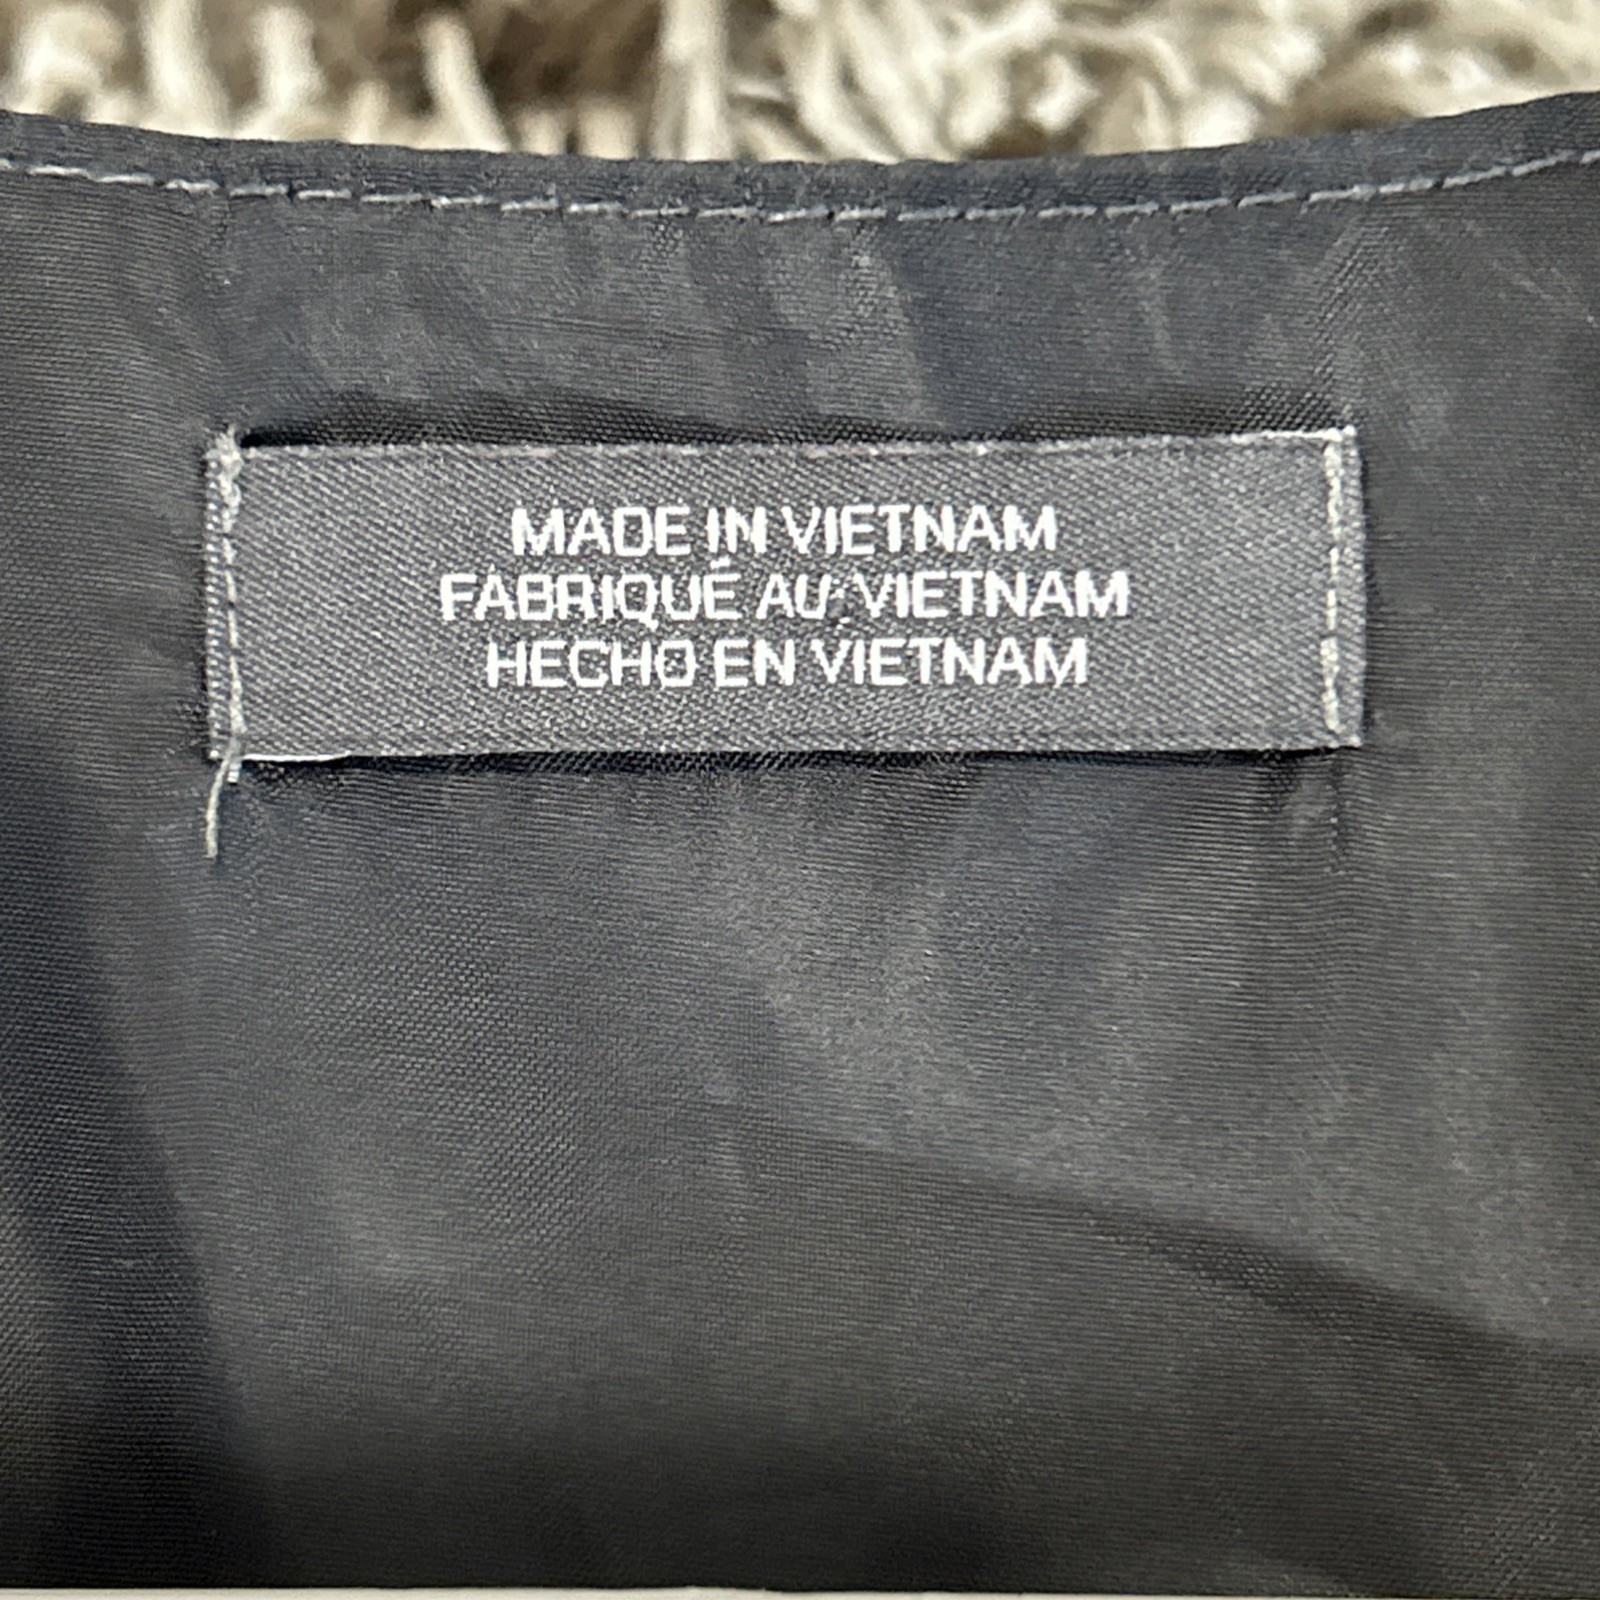 MADE IN VIETNAM
FABRIQUÉ AU VIETNAM
HECHO EN VIETNAM